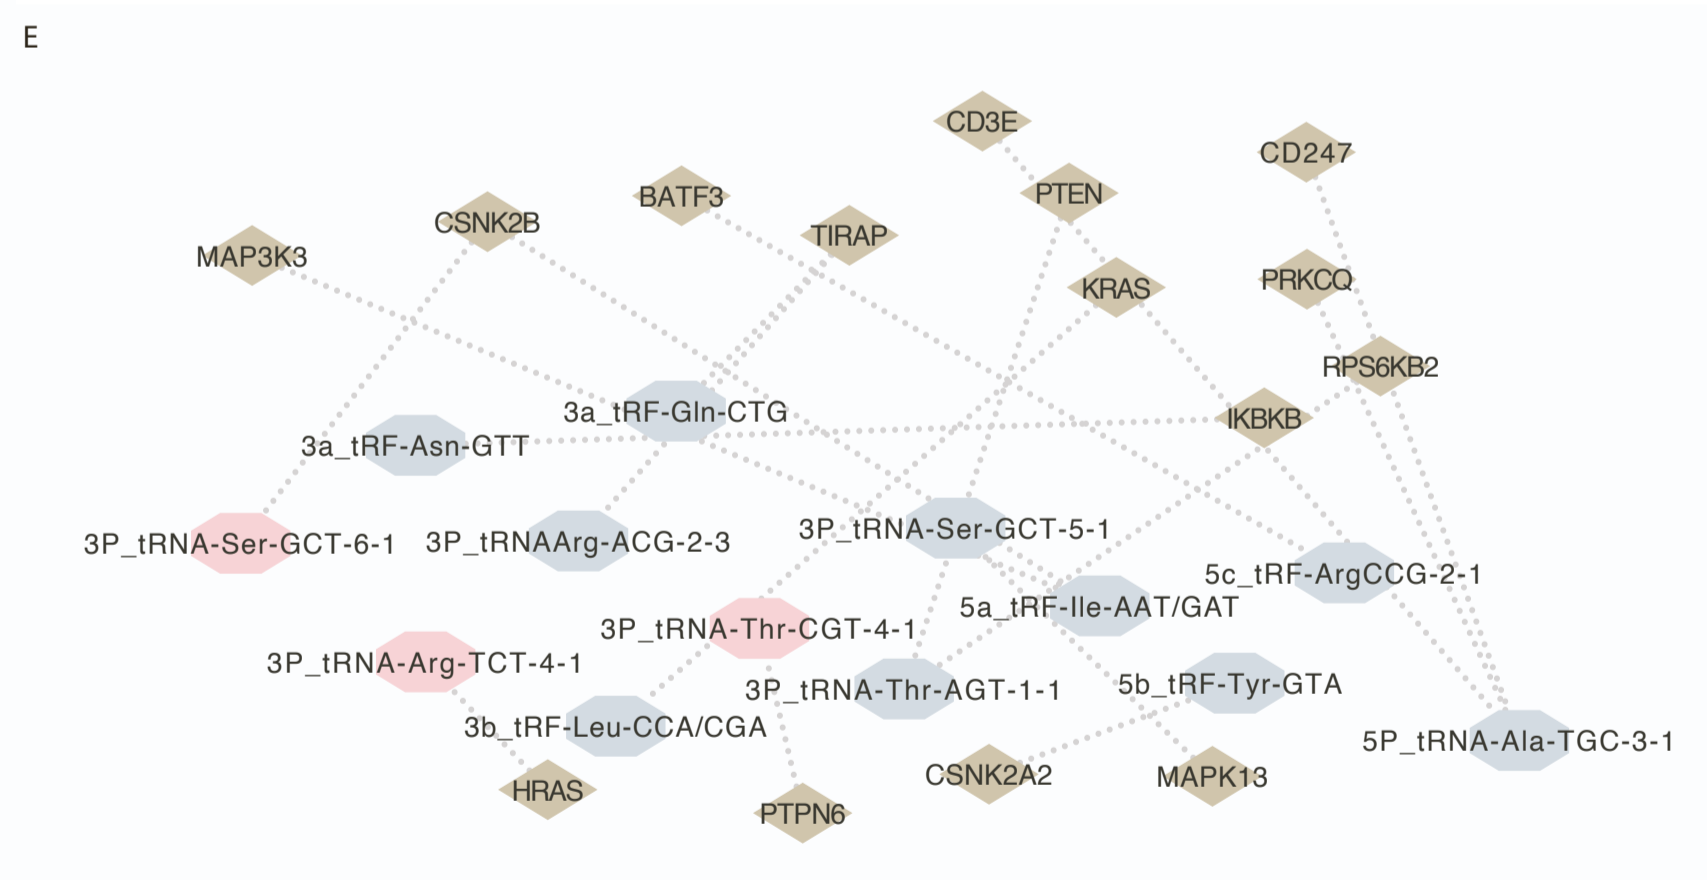 E
CD3E
CD247
PTEN
BATF3
CSNK2B
TIRAP
MAP3K3
PRKCQ
KRAS
RPS6KB2
3a_tRF-Gln-CTG
IKBKB
3a_tRF-Asn-GTT
3P_tRNA-Ser-GCT-6-1
3P_tRNAArg-ACG-2-3
3P_tRNA-Ser-GCT-5-1
5c_tRF-ArgCCG-2-1
5a_tRF-Ile-AAT/GAT
3P_tRNA-Thr-CGT-4-1
3P_tRNA-Arg-TCT-4-1
3P_tRNA-Thr-AGT-1-1
5b_tRF-Tyr-GTA
3b_tRF-Leu-CCA/CGA
5P_tRNA-Ala-TGC-3-1
CSNK2A2
MAPK13
HRAS
PTPN6